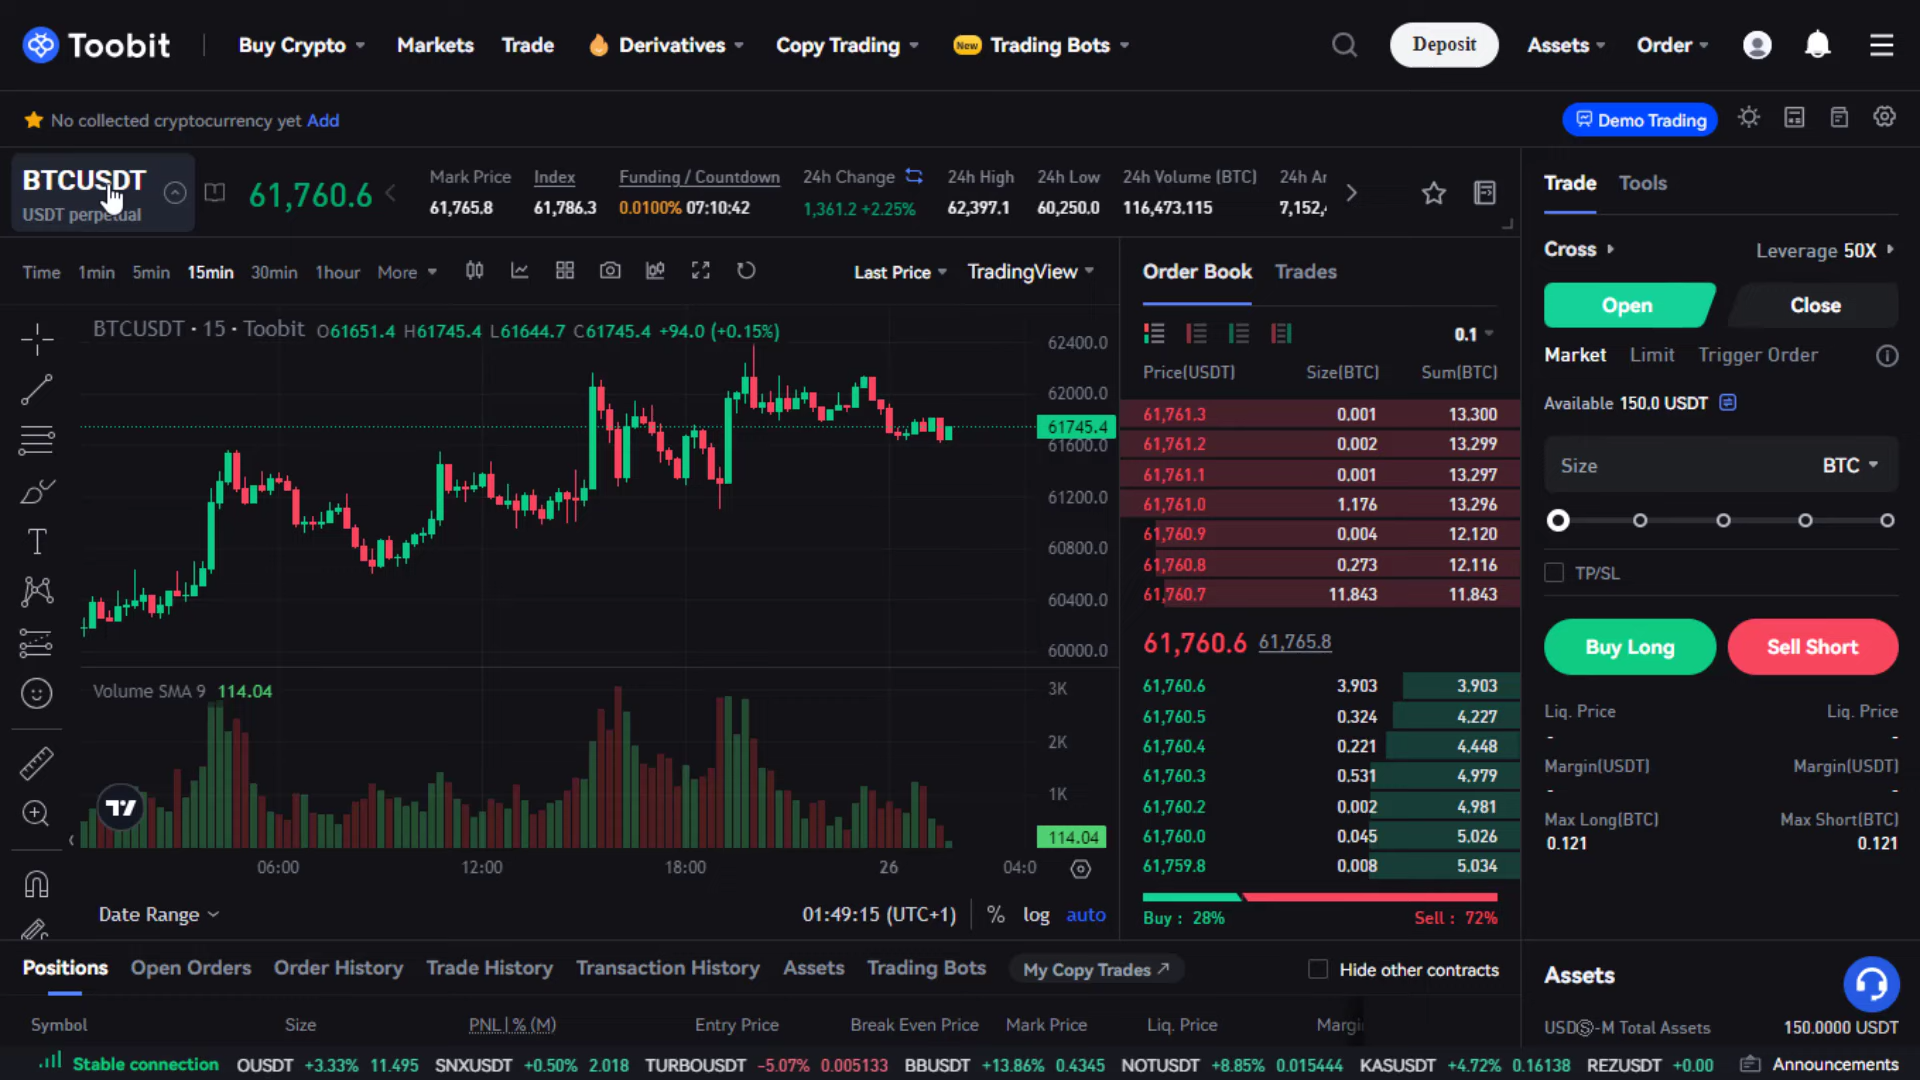 Toobit
Buy Crypto Markets Trade Derivatives Copy Trading New Trading Bots Deposit Assets Order
No collected cryptocurrency yet Add
Demo Trading
BTCUSDT
USDT perpetual
61,760.6
Mark Price Index Funding / Countdown 24h Change 24h High 24h Low 24h Volume (BTC) 24h Ar
61,765.8 61,786.3 0.0100% 07:10:42 1,361.2 +2.25% 62,397.1 60,250.0 116,473.115 7,152,
Time 1min 5min 15min 30min 1hour More Last Price TradingView
BTCUSDT · 15 · Toobit O61651.4 H61745.4 L61644.7 C61745.4 +94.0 (+0.15%)
62400.0
62000.0
61745.4
61600.0
61200.0
60800.0
60400.0
60000.0
Volume SMA 9 114.04
3K
2K
1K
114.04
06:00 12:00 18:00 26 04:0
Date Range 01:49:15 (UTC+1) % log auto
Order Book Trades
0.1
Price(USDT) Size(BTC) Sum(BTC)
61,761.3 0.001 13.300
61,761.2 0.002 13.299
61,761.1 0.001 13.297
61,761.0 1.176 13.296
61,760.9 0.004 12.120
61,760.8 0.273 12.116
61,760.7 11.843 11.843
61,760.6 61,765.8
61,760.6 3.903 3.903
61,760.5 0.324 4.227
61,760.4 0.221 4.448
61,760.3 0.531 4.979
61,760.2 0.002 4.981
61,760.0 0.045 5.026
61,759.8 0.008 5.034
Buy : 28% Sell : 72%
Trade Tools
Cross Leverage 50X
Open Close
Market Limit Trigger Order
Available 150.0 USDT
Size BTC
TP/SL
Buy Long Sell Short
Liq. Price Liq. Price
- -
Margin(USDT) Margin(USDT)
- -
Max Long(BTC) Max Short(BTC)
0.121 0.121
Positions Open Orders Order History Trade History Transaction History Assets Trading Bots My Copy Trades Hide other contracts
Symbol Size PNL | % (M) Entry Price Break Even Price Mark Price Liq. Price Margi
Assets
USDⓈ-M Total Assets 150.0000 USDT
Stable connection OUSDT +3.33% 11.495 SNXUSDT +0.50% 2.018 TURBOUSDT -5.07% 0.005133 BBUSDT +13.86% 0.4345 NOTUSDT +8.85% 0.015444 KASUSDT +4.72% 0.16138 REZUSDT +0.00 Announcements